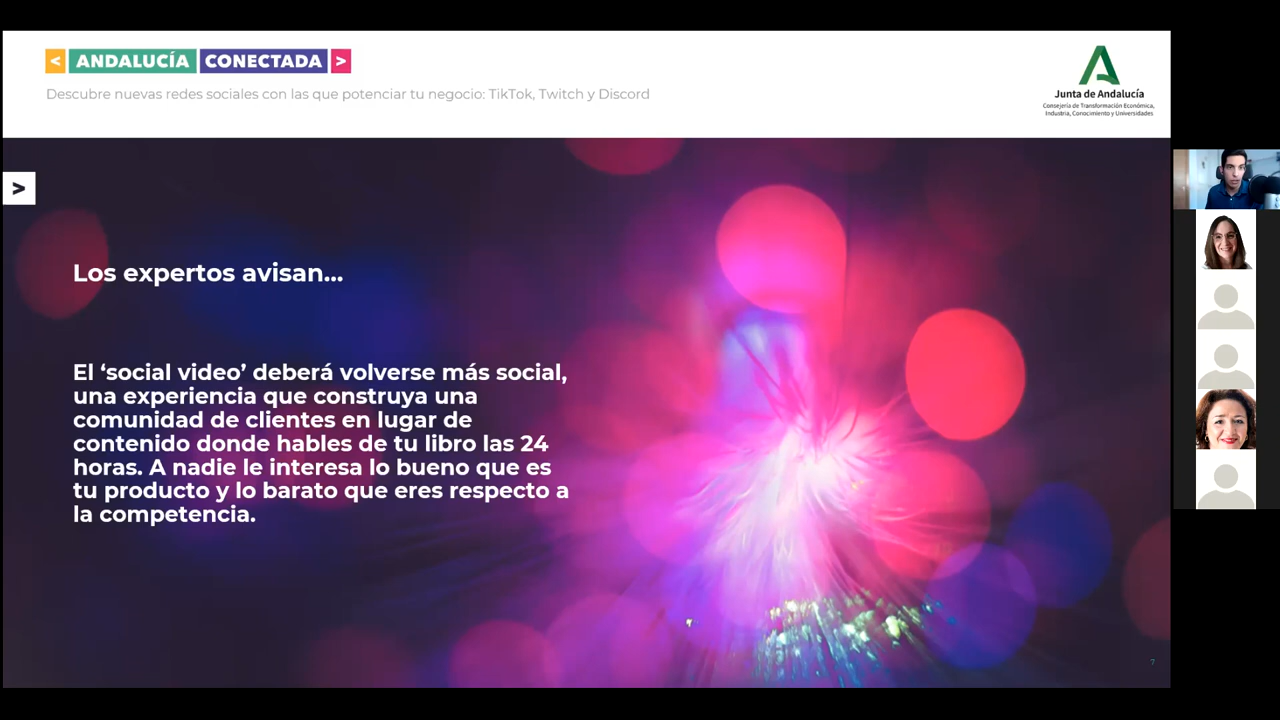 < ANDALUCÍA CONECTADA >
Descubre nuevas redes sociales con las que potenciar tu negocio: TikTok, Twitch y Discord
Junta de Andalucía
Consejería de Transformación Económica,
Industria, Conocimiento y Universidades
>
Los expertos avisan...
El ‘social video’ deberá volverse más social,
una experiencia que construya una
comunidad de clientes en lugar de
contenido donde hables de tu libro las 24
horas. A nadie le interesa lo bueno que es
tu producto y lo barato que eres respecto a
la competencia.
7